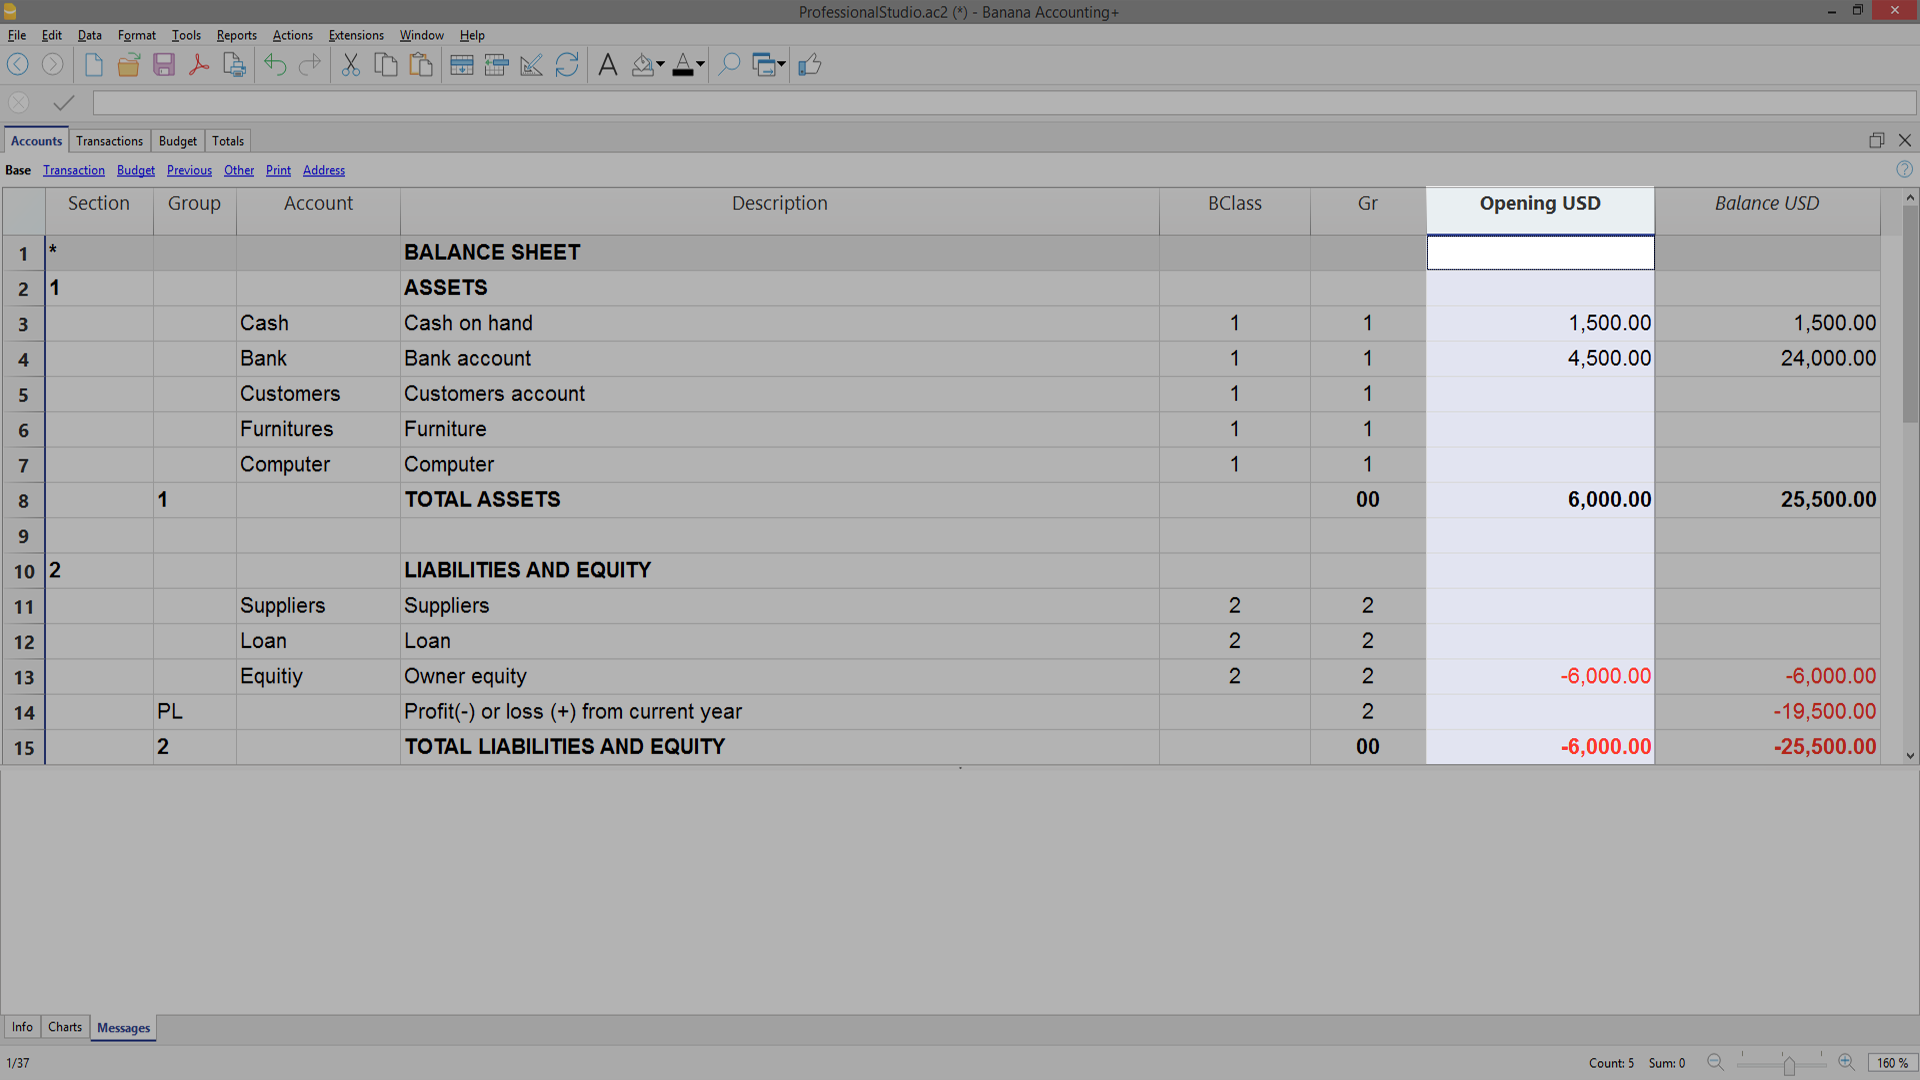 ProfessionalStudio.ac2 (*) - Banana Accounting+
File Edit Data Format Tools Reports Actions Extensions Window Help
Accounts Transactions Budget Totals
Base Transaction Budget Previous Other Print Address
Section Group Account Description BClass Gr Opening USD Balance USD
1 * BALANCE SHEET
2 1 ASSETS
3 Cash Cash on hand 1 1 1,500.00 1,500.00
4 Bank Bank account 1 1 4,500.00 24,000.00
5 Customers Customers account 1 1
6 Furnitures Furniture 1 1
7 Computer Computer 1 1
8 1 TOTAL ASSETS 00 6,000.00 25,500.00
9
10 2 LIABILITIES AND EQUITY
11 Suppliers Suppliers 2 2
12 Loan Loan 2 2
13 Equitiy Owner equity 2 2 -6,000.00 -6,000.00
14 PL Profit(-) or loss (+) from current year 2 -19,500.00
15 2 TOTAL LIABILITIES AND EQUITY 00 -6,000.00 -25,500.00
Info Charts Messages
1/37 Count: 5 Sum: 0 160 %